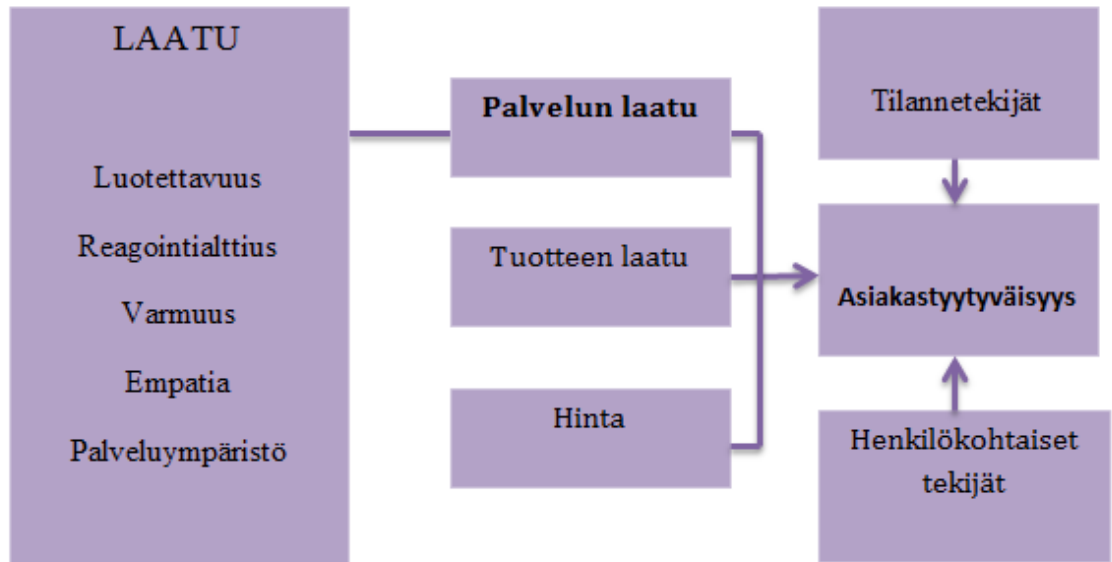 LAATU
Luotettavuus
Reagointialttius
Varmuus
Empatia
Palveluympäristö
Palvelun laatu
Tuotteen laatu
Hinta
Tilannetekijät
Asiakastyytyväisyys
Henkilökohtaiset
tekijät